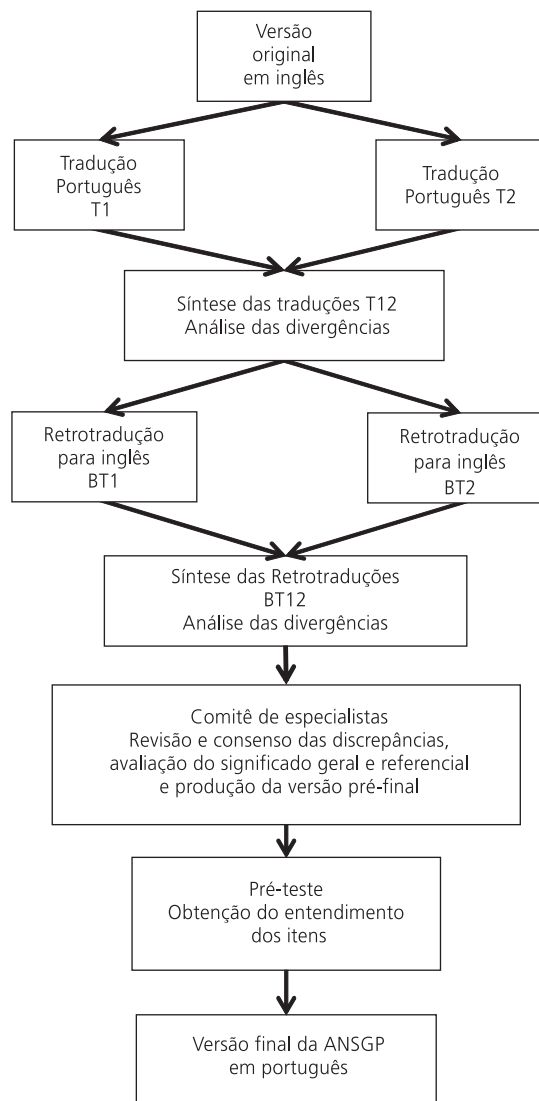 Versão
original
em inglês
Tradução
Português
T1
Tradução
Português T2
Síntese das traduções T12
Análise das divergências
Retrotradução
para inglês
BT1
Retrotradução
para inglês
BT2
Síntese das Retrotraduções
BT12
Análise das divergências
Comitê de especialistas
Revisão e consenso das discrepâncias,
avaliação do significado geral e referencial
e produção da versão pré-final
Pré-teste
Obtenção do entendimento
dos itens
Versão final da ANSGP
em português